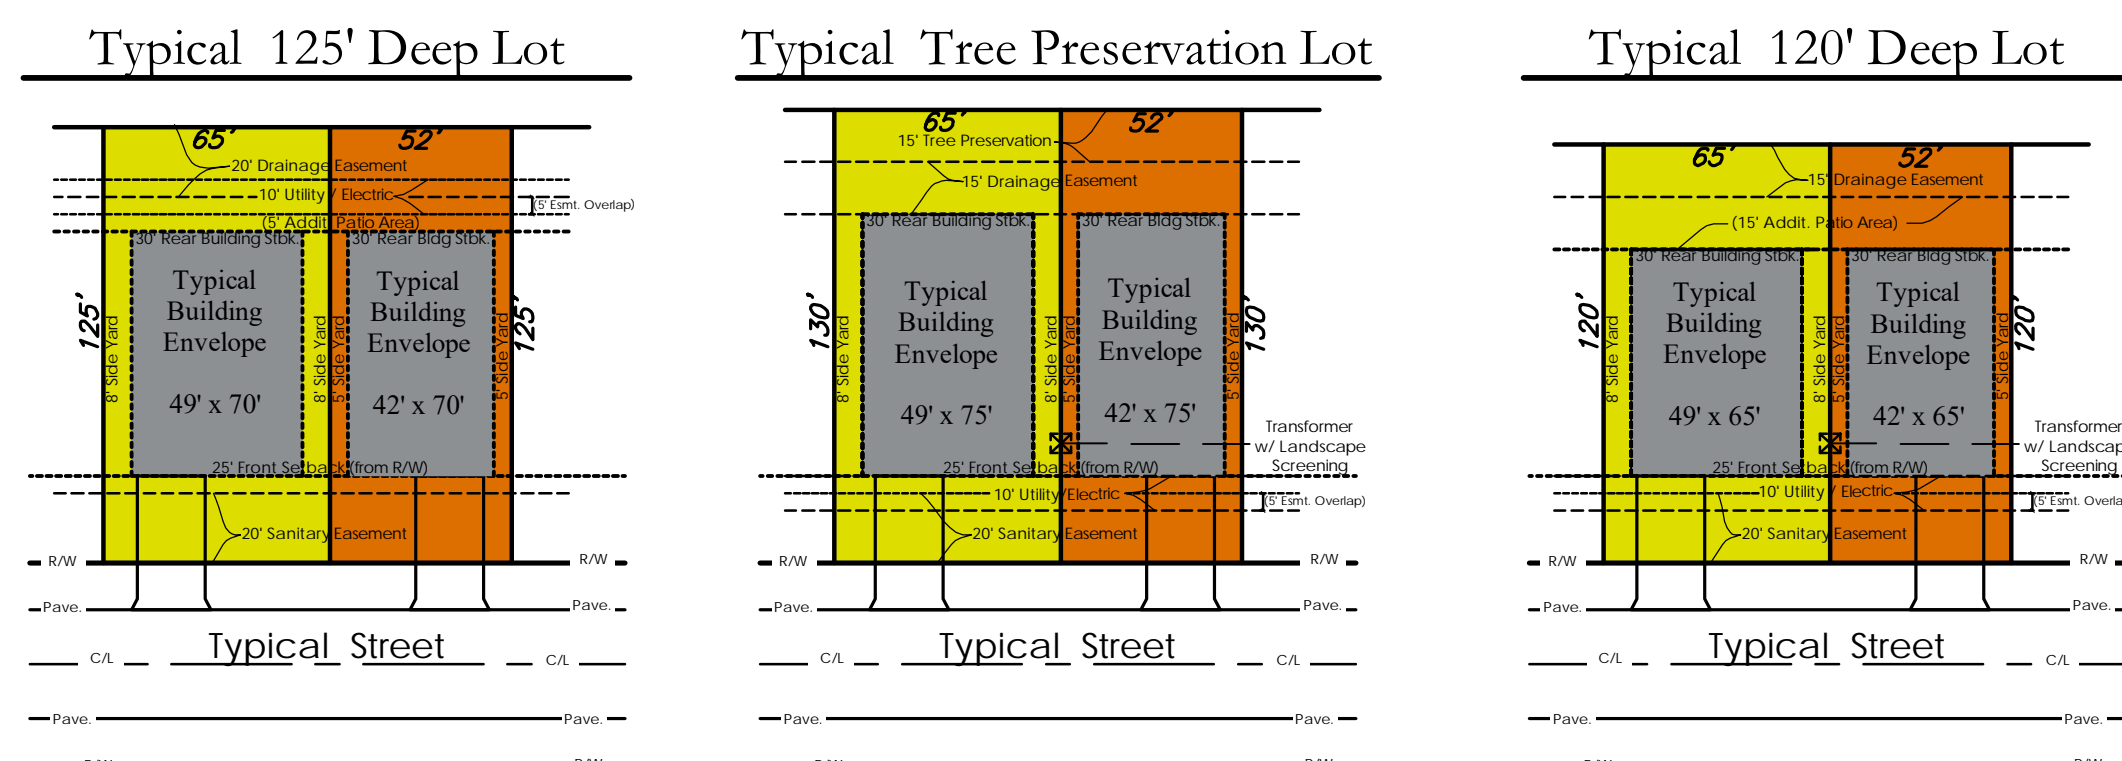 Typical 125' Deep Lot
65'
52'
20' Drainage Easement
10' Utility / Electric
(5' Esmt. Overlap)
(5' Addit. Patio Area)
30' Rear Building Stbk.
30' Rear Bldg Stbk.
Typical
Building
Envelope
49' x 70'
Typical
Building
Envelope
42' x 70'
125'
8' Side Yard
8' Side Yard
5' Side Yard
5' Side Yard
125'
25' Front Setback (from R/W)
20' Sanitary Easement
R/W
R/W
Pave.
Pave.
Typical Street
C/L
C/L
Pave.
Pave.
Typical Tree Preservation Lot
65'
52'
15' Tree Preservation
15' Drainage Easement
30' Rear Building Stbk.
30' Rear Bldg Stbk.
Typical
Building
Envelope
49' x 75'
Typical
Building
Envelope
42' x 75'
130'
8' Side Yard
8' Side Yard
5' Side Yard
5' Side Yard
130'
Transformer
w/ Landscape
Screening
25' Front Setback (from R/W)
10' Utility/Electric
(5' Esmt. Overlap)
20' Sanitary Easement
R/W
R/W
Pave.
Pave.
Typical Street
C/L
C/L
Pave.
Pave.
Typical 120' Deep Lot
65'
52'
15' Drainage Easement
(15' Addit. Patio Area)
30' Rear Building Stbk.
30' Rear Bldg Stbk.
Typical
Building
Envelope
49' x 65'
Typical
Building
Envelope
42' x 65'
120'
8' Side Yard
8' Side Yard
5' Side Yard
5' Side Yard
120'
Transformer
w/ Landscap
Screening
25' Front Setback (from R/W)
10' Utility / Electric
(5' Esmt. Overla
20' Sanitary Easement
R/W
R/W
Pave.
Pave.
Typical Street
C/L
C/L
Pave.
Pave.